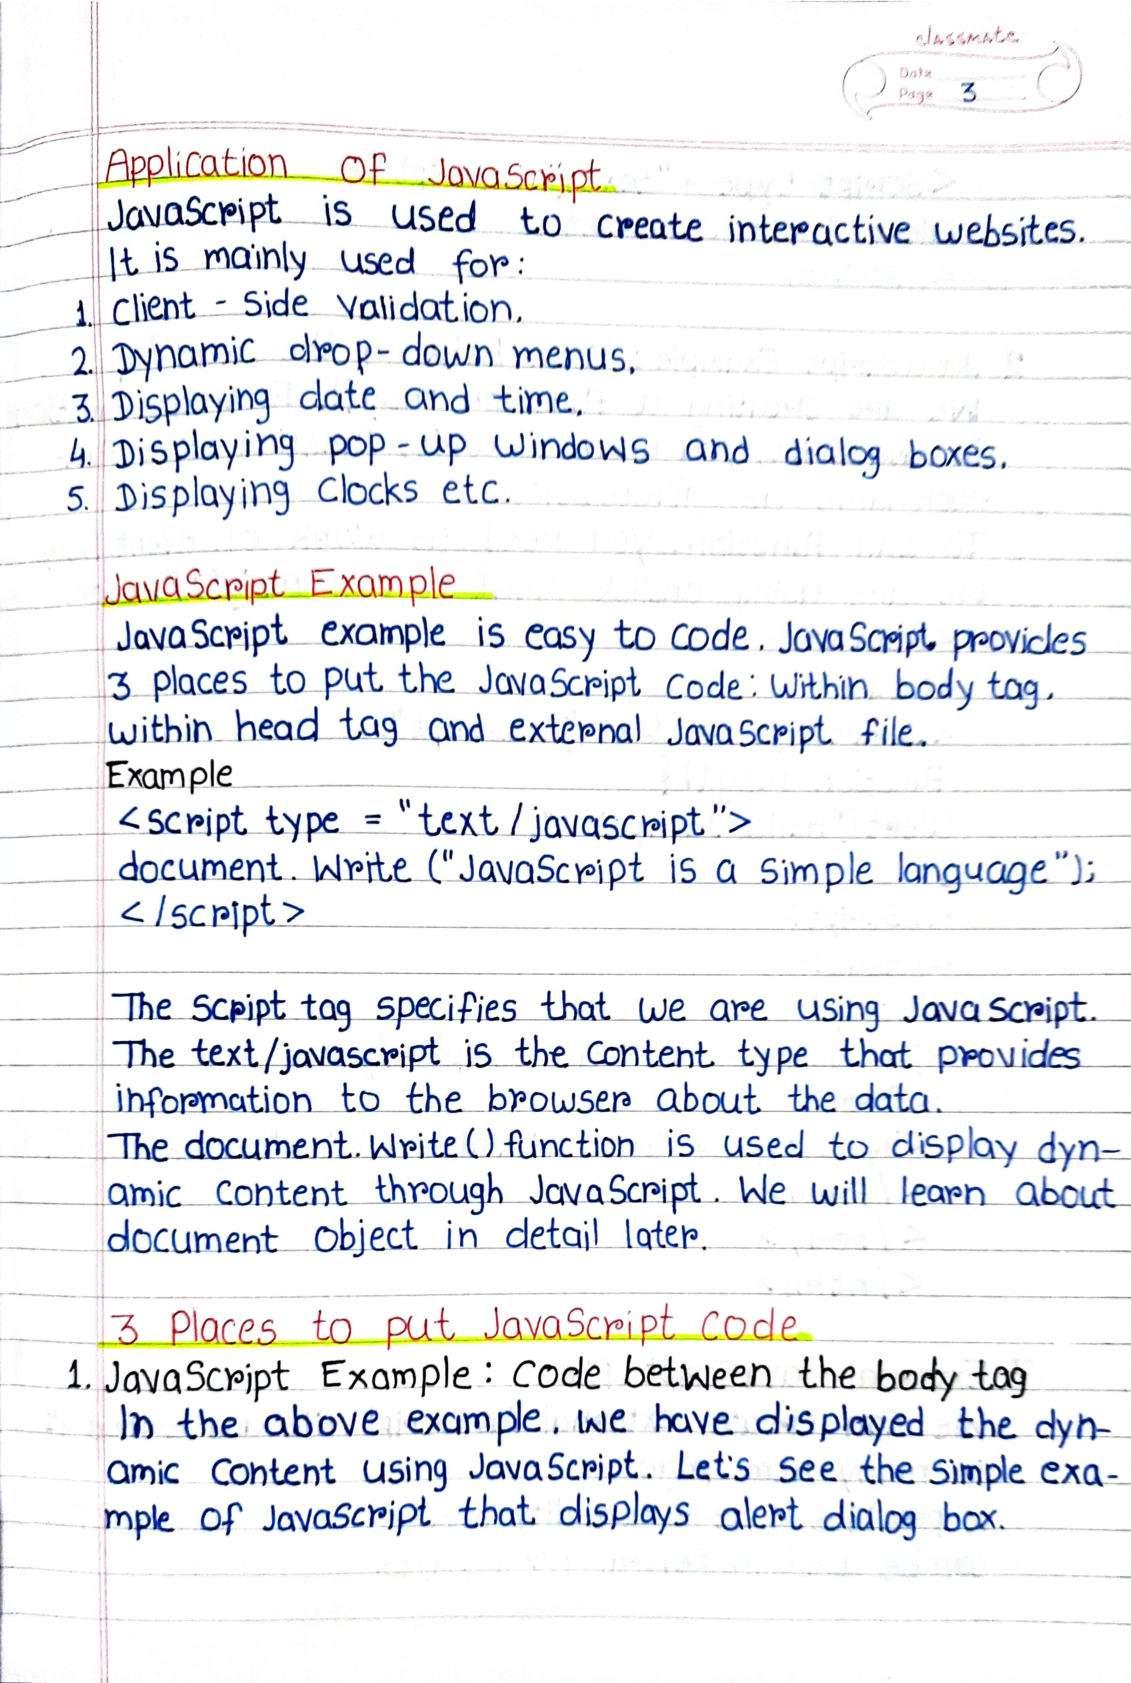 classmate
Date
Page 3
Application Of JavaScript
JavaScript is used to create interactive websites.
It is mainly used for:
1. Client - Side Validation.
2. Dynamic drop-down menus.
3. Displaying date and time.
4. Displaying pop-up windows and dialog boxes.
5. Displaying Clocks etc.
JavaScript Example
JavaScript example is easy to code. JavaScript provides
3 places to put the JavaScript Code: Within body tag.
within head tag and external JavaScript file.
Example
<script type = "text/javascript">
document. Write ("JavaScript is a Simple language");
</script>
The Script tag specifies that we are using JavaScript.
The text/javascript is the Content type that provides
information to the browser about the data.
The document. Write() function is used to display dyn-
amic Content through JavaScript. We will learn about
document Object in detail later.
3 Places to put JavaScript Code
1. JavaScript Example: Code between the body tag
In the above example. We have displayed the dyn-
amic Content using JavaScript. Let's See the Simple exa-
mple Of JavaScript that displays alert dialog box.